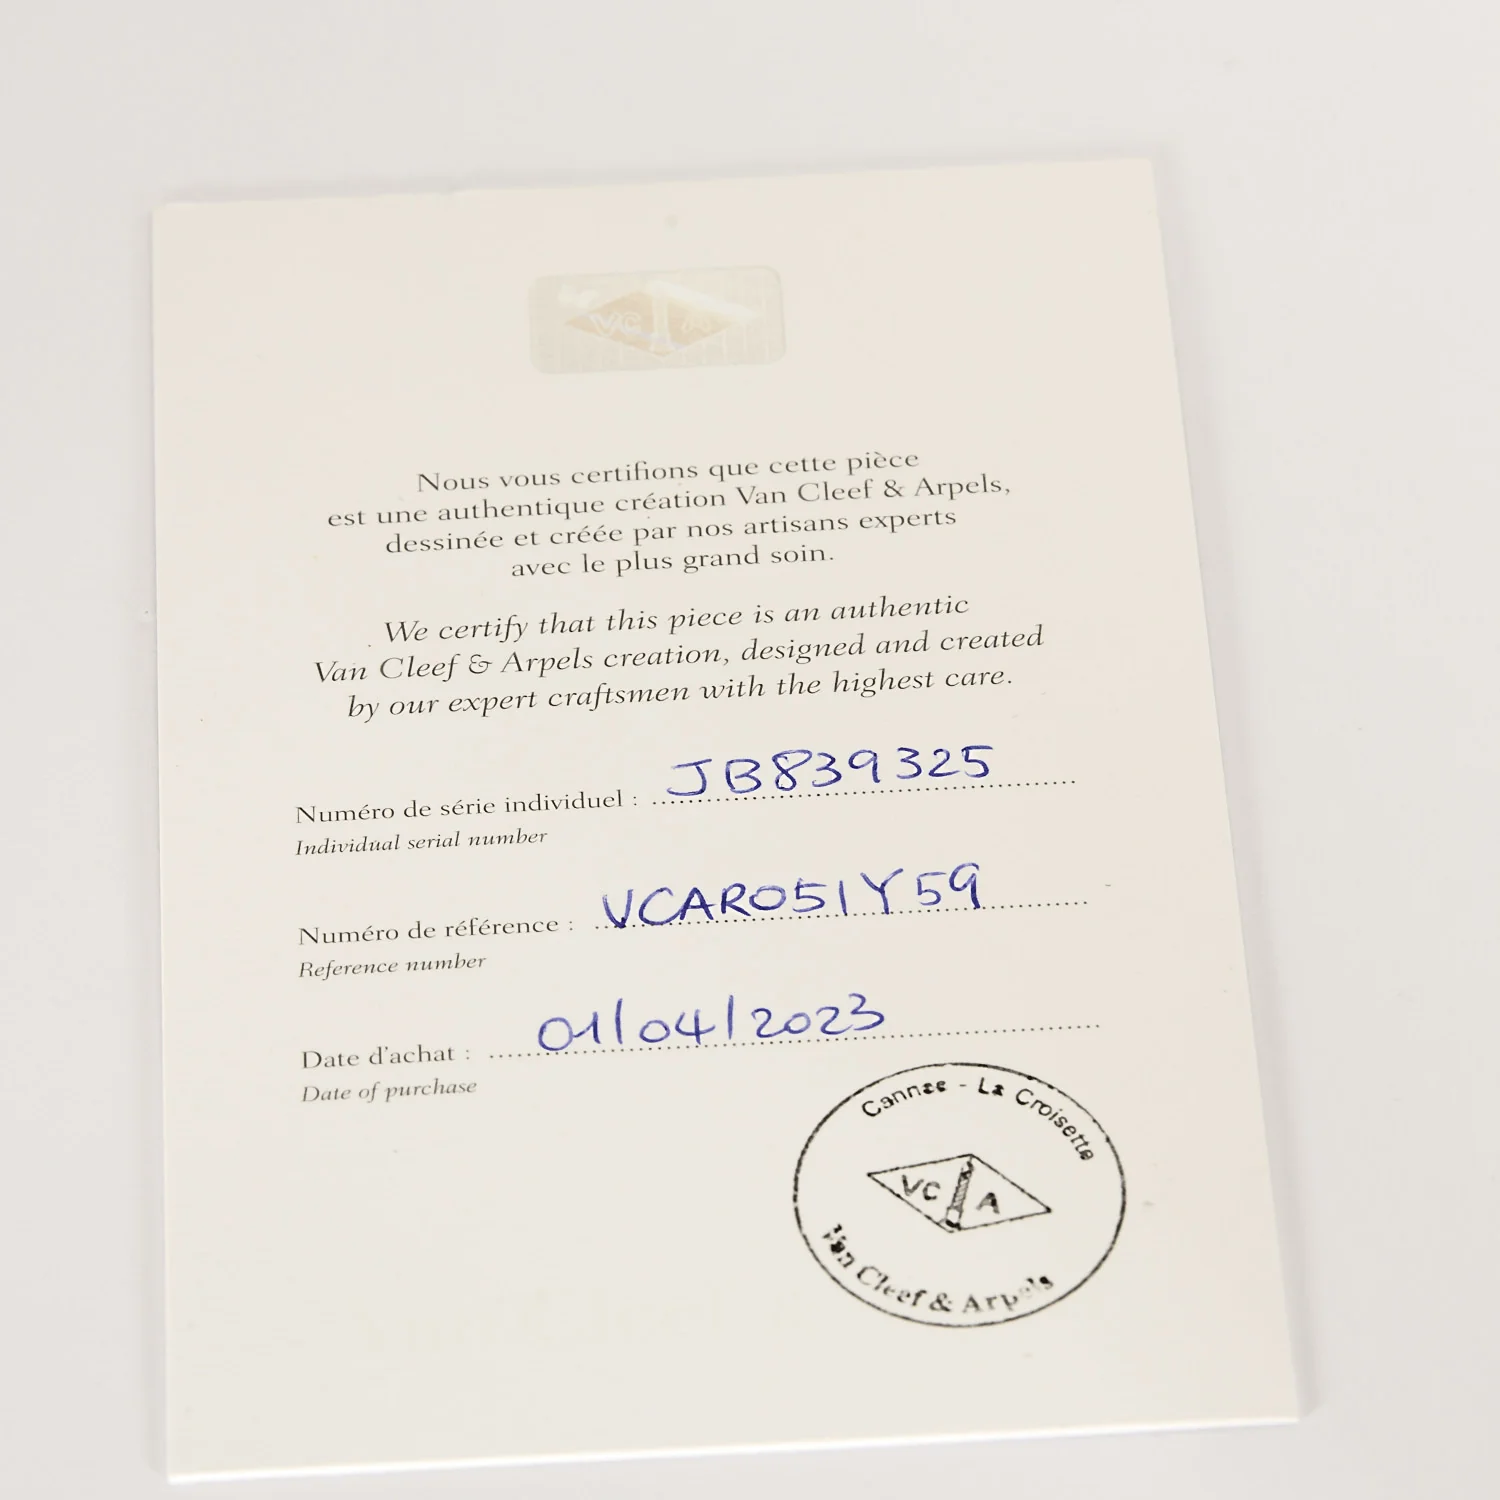 VC A
Nous vous certifions que cette pièce
est une authentique création Van Cleef & Arpels,
dessinée et créée par nos artisans experts
avec le plus grand soin.
We certify that this piece is an authentic
Van Cleef & Arpels creation, designed and created
by our expert craftsmen with the highest care.
Numéro de série individuel : JB839325
Individual serial number
Numéro de référence : VCARO51Y59
Reference number
Date d'achat : 01/04/2023
Date of purchase
Cannes - La Croisette
VC A
Van Cleef & Arpels